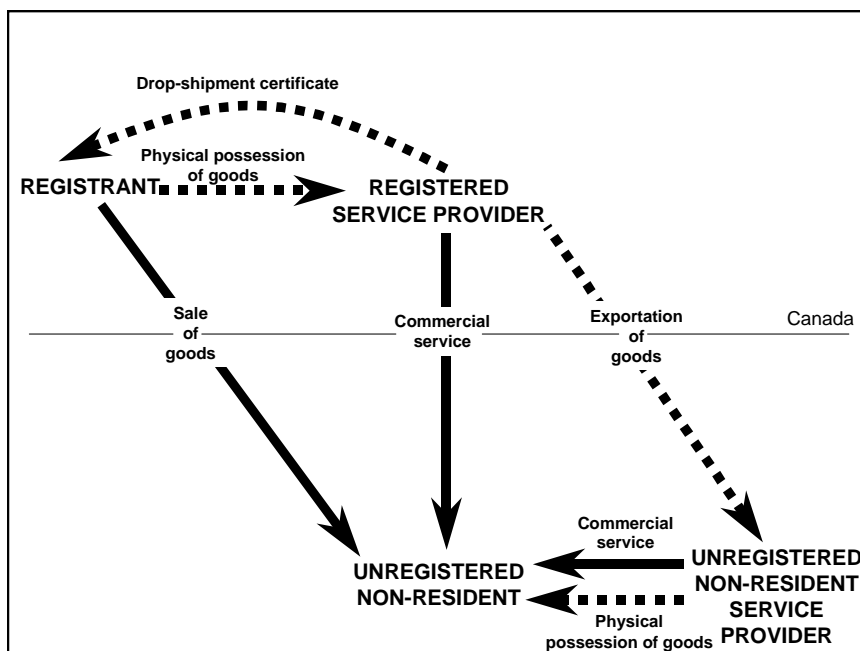 Drop-shipment certificate
Physical possession
of goods
REGISTRANT
REGISTERED
SERVICE PROVIDER
Sale
of
goods
Commercial
service
Exportation
of
goods
Canada
Commercial
service
UNREGISTERED
NON-RESIDENT
UNREGISTERED
NON-RESIDENT
SERVICE
PROVIDER
Physical
possession of goods